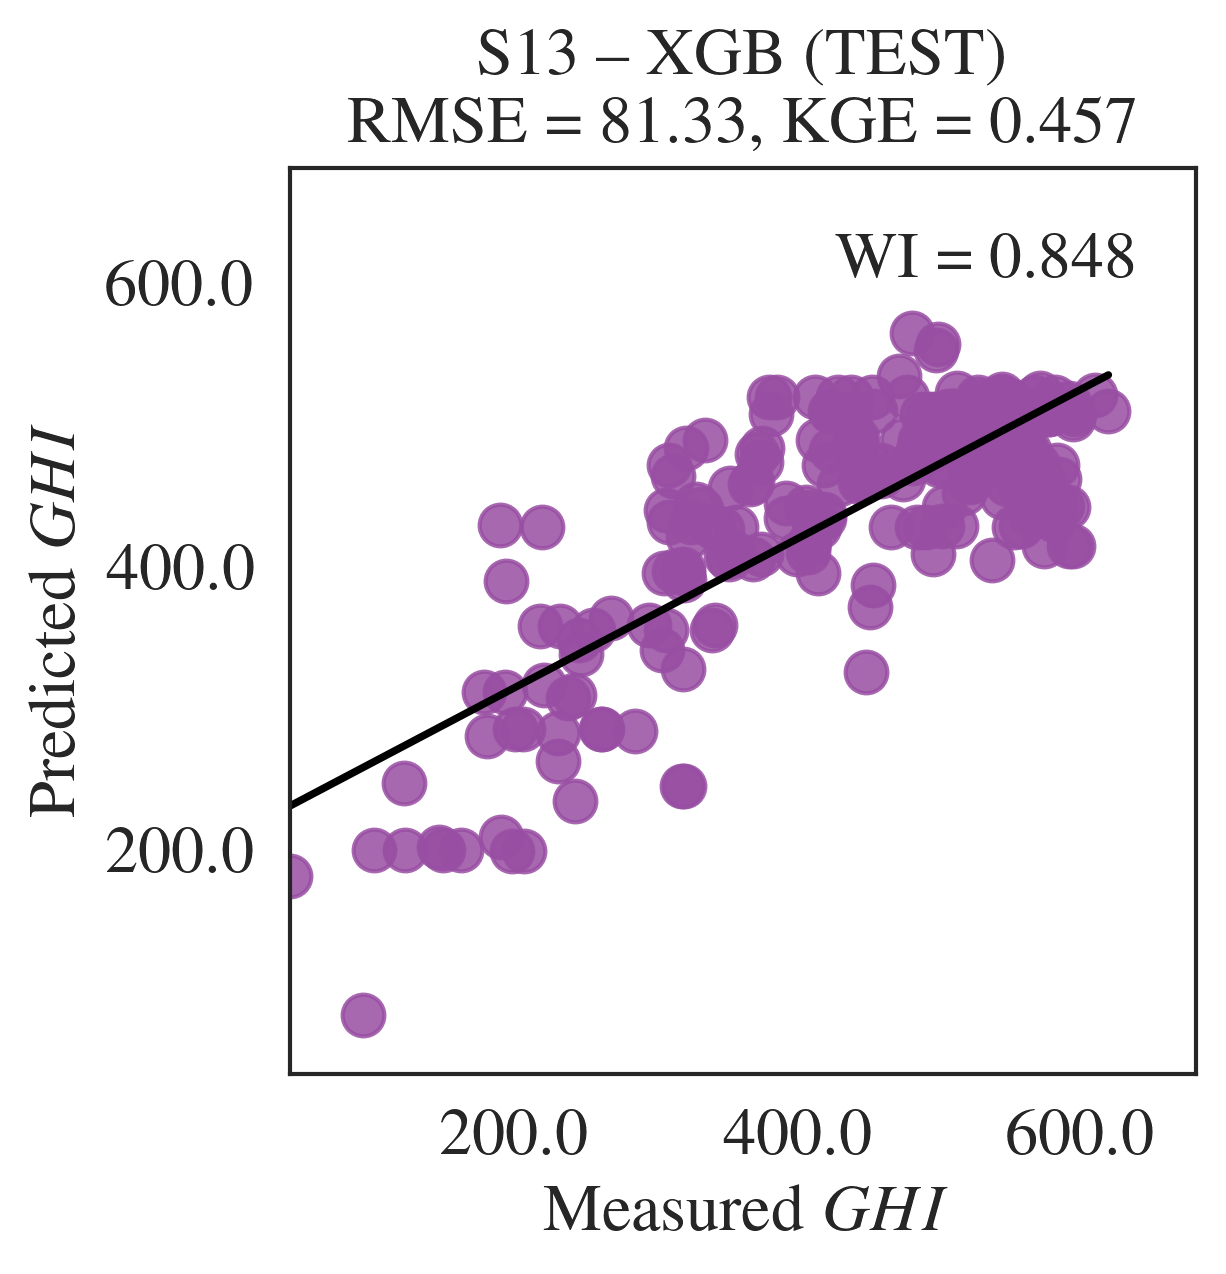 S13 – XGB (TEST)
RMSE = 81.33, KGE = 0.457
WI = 0.848
600.0
400.0
200.0
Predicted GHI
200.0 400.0 600.0
Measured GHI